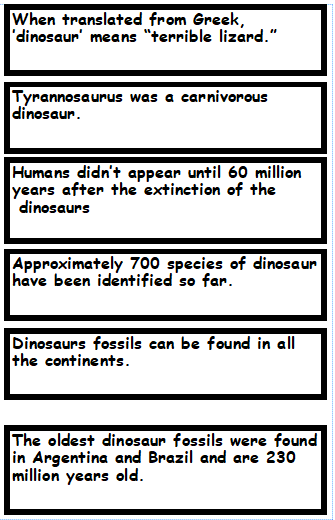 When translated from Greek,
'dinosaur' means “terrible lizard.”
Tyrannosaurus was a carnivorous
dinosaur.
Humans didn't appear until 60 million
years after the extinction of the
dinosaurs
Approximately 700 species of dinosaur
have been identified so far.
Dinosaurs fossils can be found in all
the continents.
The oldest dinosaur fossils were found
in Argentina and Brazil and are 230
million years old.